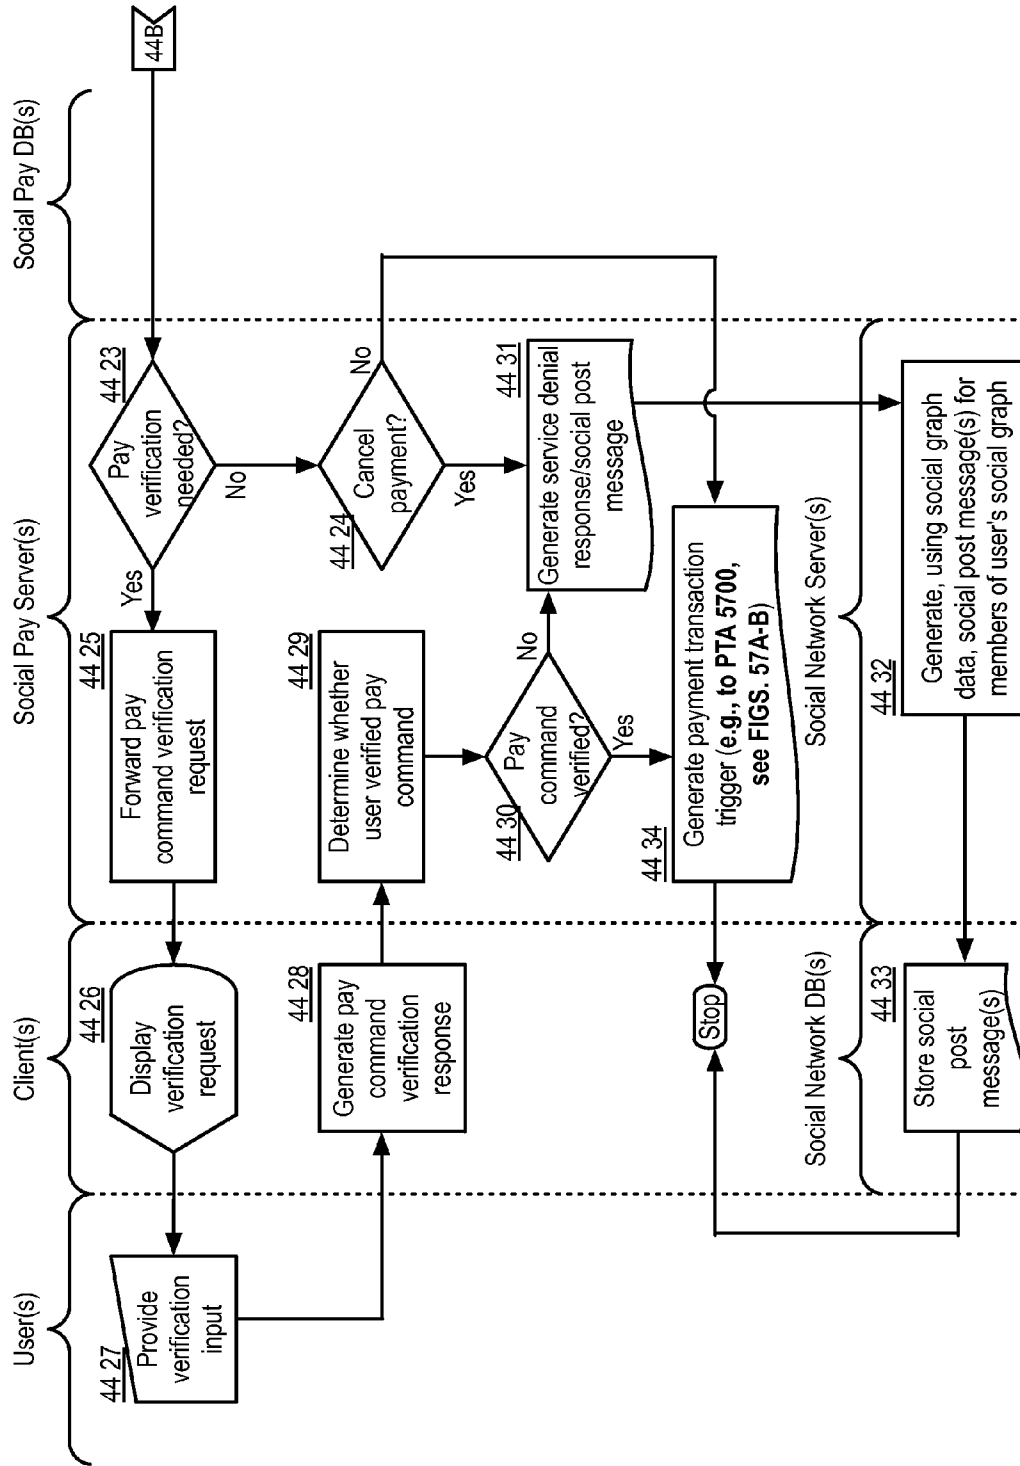 User(s)
Client(s)
Social Pay Server(s)
Social Pay DB(s)
44B
44 23
Pay
verification
needed?
Yes
No
44 25
Forward pay
command verification
request
44 26
Display
verification
request
44 27
Provide
verification
input
44 28
Generate pay
command
verification
response
44 29
Determine whether
user verified pay
command
44 24
Cancel
payment?
No
Yes
44 30
Pay
command
verified?
No
Yes
44 31
Generate service denial
response/social post
message
44 34
Generate payment transaction
trigger (e.g., to PTA 5700,
see FIGS. 57A-B)
Stop
Social Network DB(s)
Social Network Server(s)
44 32
Generate, using social graph
data, social post message(s) for
members of user's social graph
44 33
Store social
post
message(s)